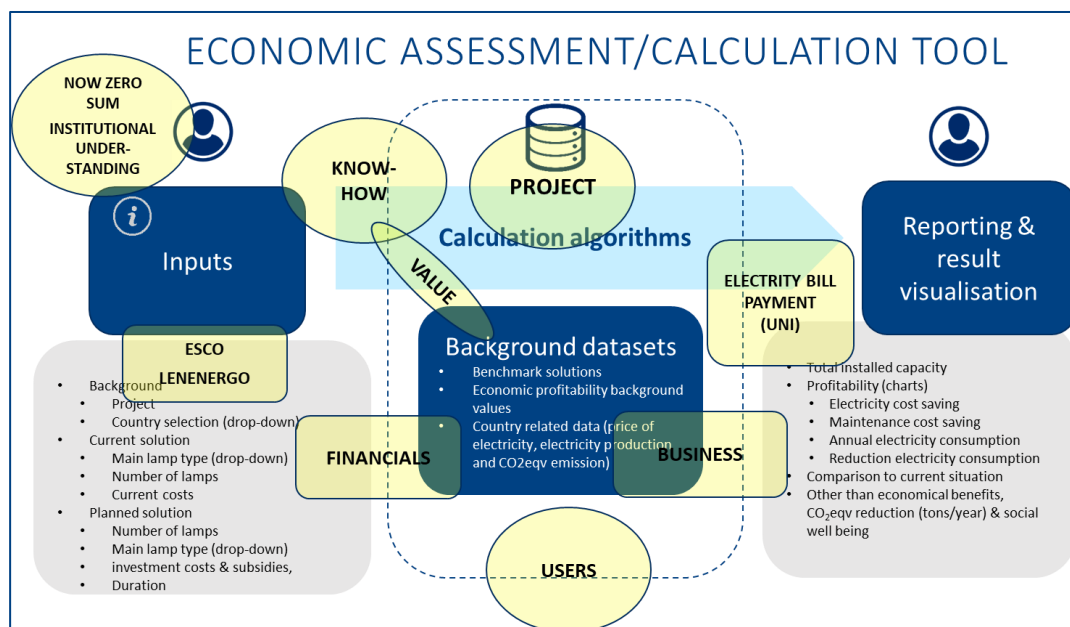 ECONOMIC ASSESSMENT/CALCULATION TOOL
NOW ZERO
SUM
INSTITUTIONAL
UNDER-
STANDING
KNOW-
HOW
PROJECT
Calculation algorithms
VALUE
i
Inputs
ESCO
LENENERGO
• Background
• Project
• Country selection (drop-down)
• Current solution
• Main lamp type (drop-down)
• Number of lamps
• Current costs
• Planned solution
• Number of lamps
• Main lamp type (drop-down)
• investment costs & subsidies,
• Duration
FINANCIALS
Background datasets
• Benchmark solutions
• Economic profitability background
values
• Country related data (price of
electricity, electricity production
and CO2eqv emission)
BUSINESS
USERS
ELECTRITY BILL
PAYMENT
(UNI)
Reporting &
result
visualisation
• Total installed capacity
• Profitability (charts)
• Electricity cost saving
• Maintenance cost saving
• Annual electricity consumption
• Reduction electricity consumption
• Comparison to current situation
• Other than economical benefits,
CO₂eqv reduction (tons/year) & social
well being